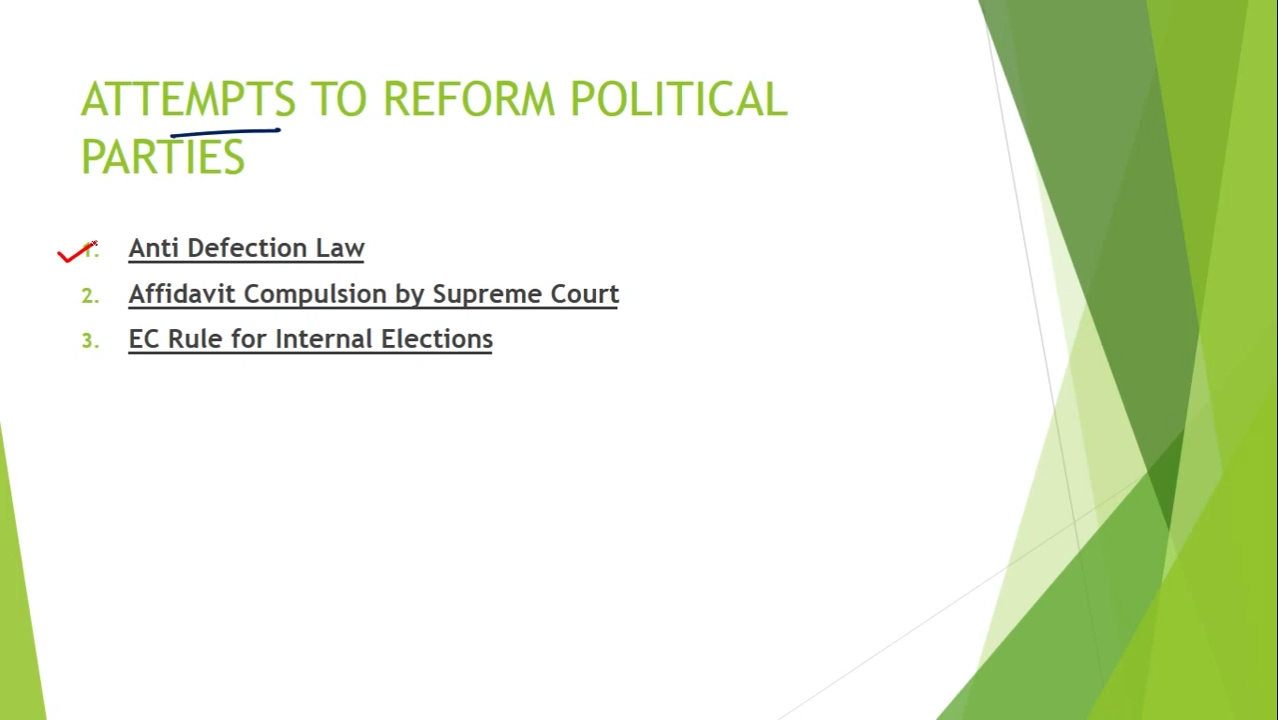 ATTEMPTS TO REFORM POLITICAL
PARTIES
1. Anti Defection Law
2. Affidavit Compulsion by Supreme Court
3. EC Rule for Internal Elections